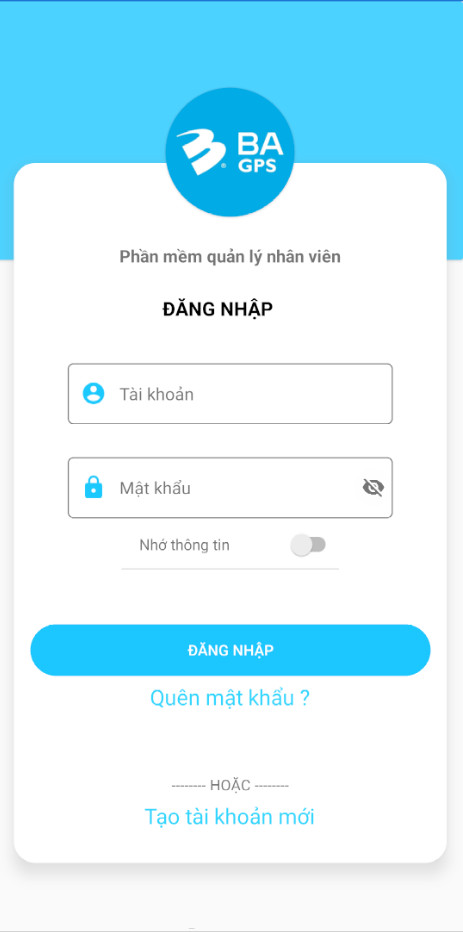 BA
GPS
Phần mềm quản lý nhân viên
ĐĂNG NHẬP
Tài khoản
Mật khẩu
Nhớ thông tin
ĐĂNG NHẬP
Quên mật khẩu ?
-------- HOẶC --------
Tạo tài khoản mới